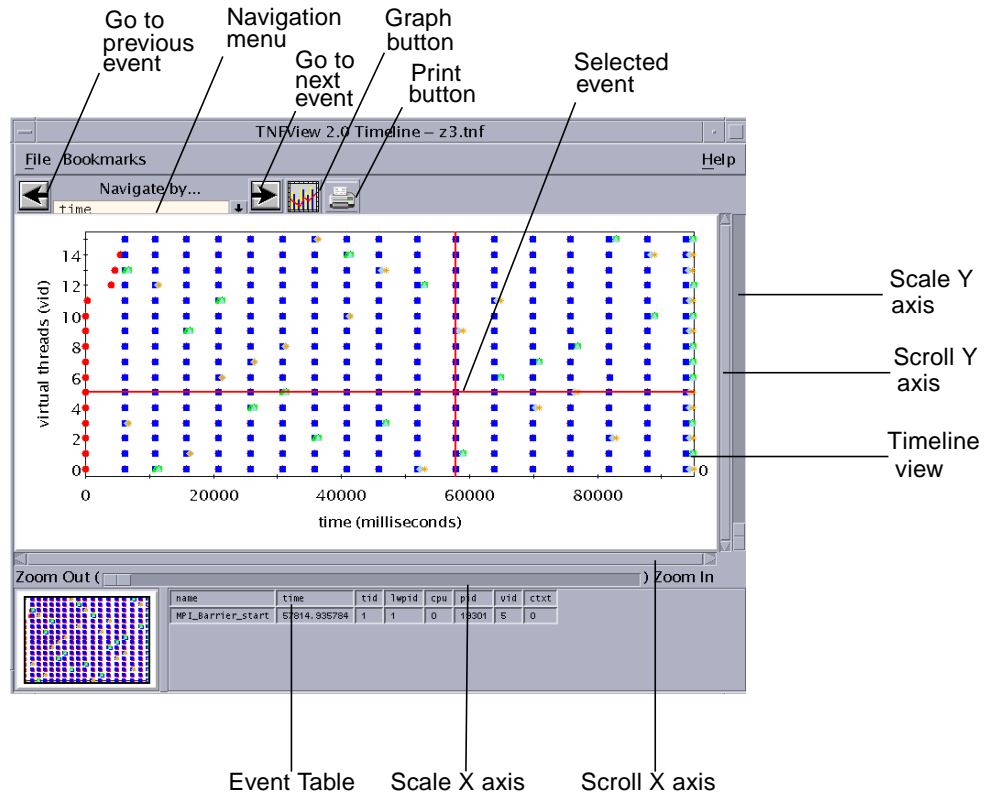 Go to
previous
event
Navigation
menu
Go to
next
event
Graph
button
Print
button
Selected
event
TNFView 2.0 Timeline – z3.tnf
File Bookmarks
Help
Navigate by...
time
14
12
10
8
6
4
2
0
virtual threads (vid)
0
0 20000 40000 60000 80000
time (milliseconds)
Scale Y
axis
Scroll Y
axis
Timeline
view
Zoom Out ( ) Zoom In
name time tid lwpid cpu pid vid ctxt
MPI_Barrier_start 57814.935784 1 1 0 19301 5 0
Event Table
Scale X axis
Scroll X axis